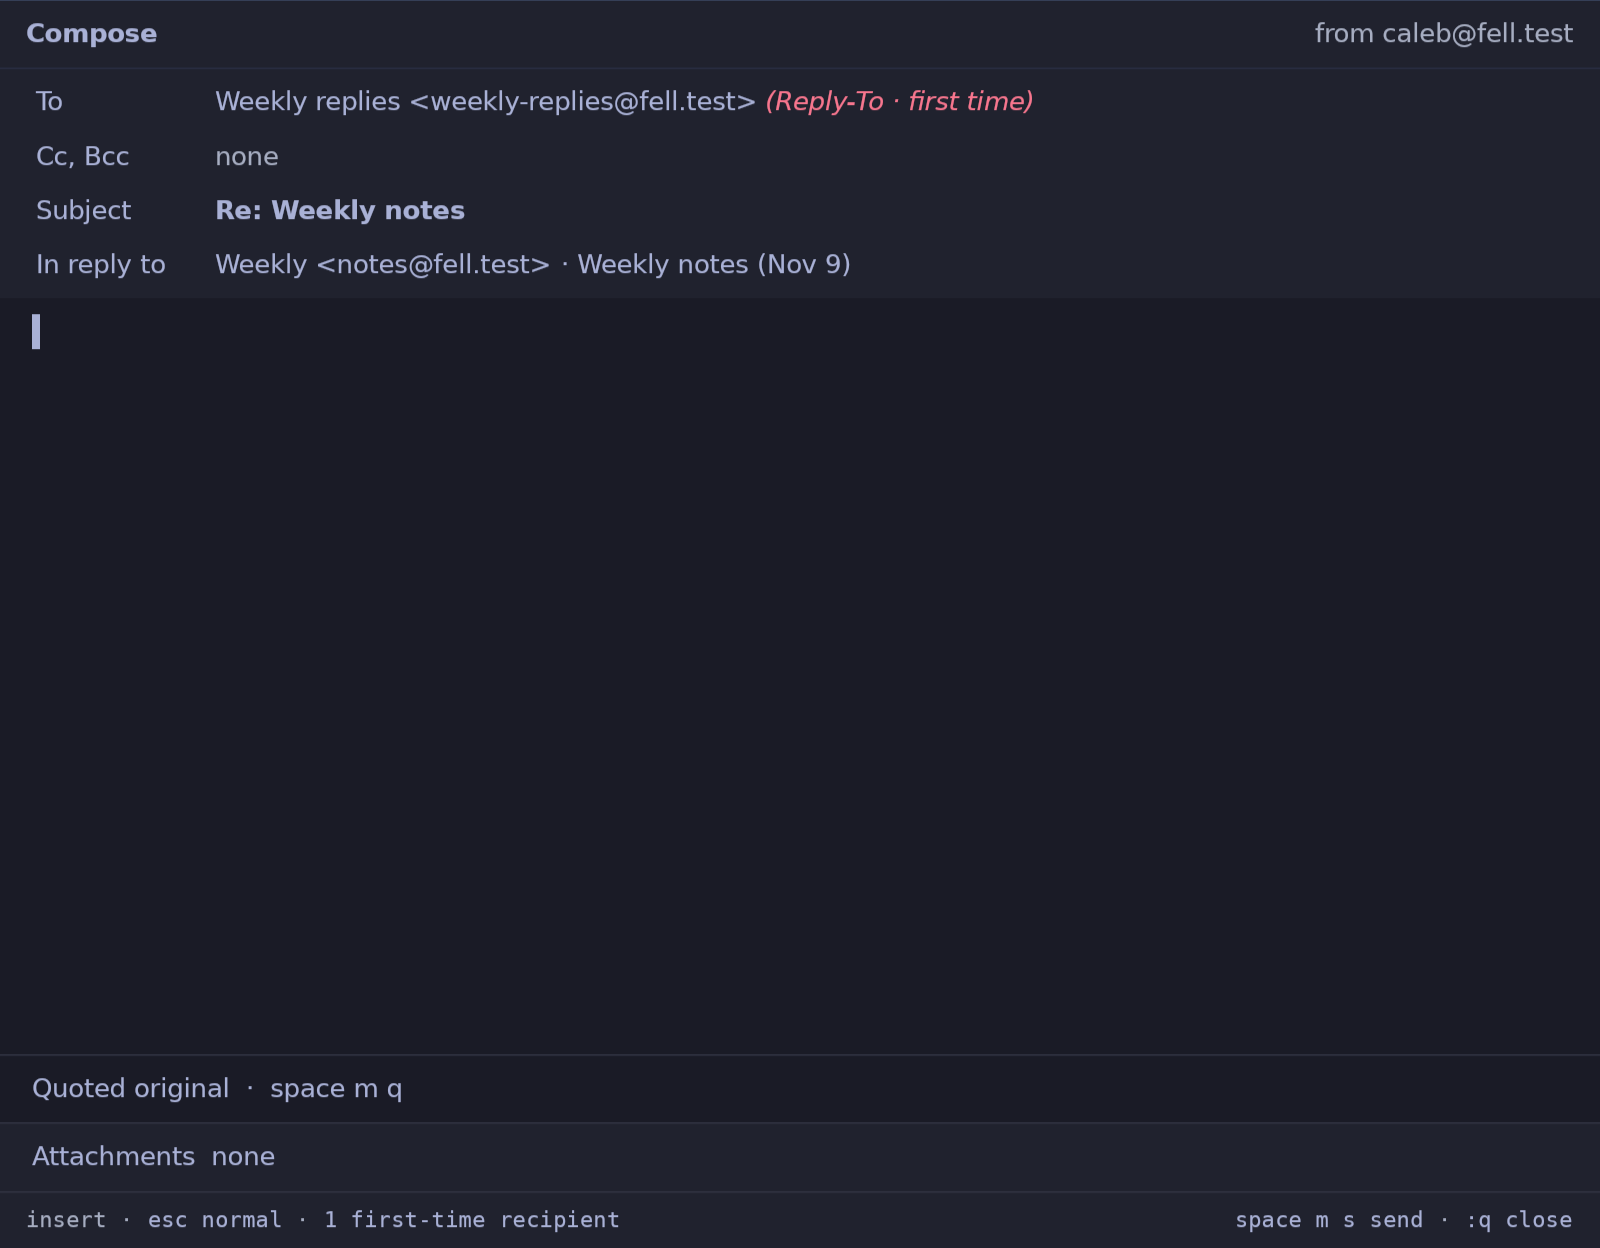 Compose
from caleb@fell.test
To Weekly replies <weekly-replies@fell.test> (Reply-To · first time)
Cc, Bcc none
Subject Re: Weekly notes
In reply to Weekly <notes@fell.test> · Weekly notes (Nov 9)
Quoted original · space m q
Attachments none
insert · esc normal · 1 first-time recipient
space m s send · :q close